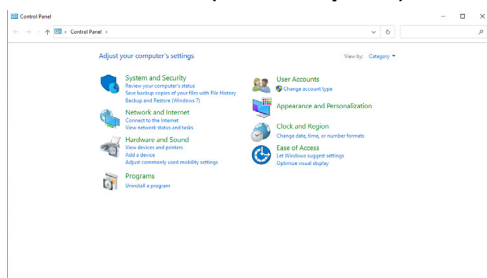 Control Panel
Control Panel
Adjust your computer's settings
View by: Category
System and Security
Review your computer's status
Save backup copies of your files with File History
Backup and Restore (Windows 7)
Network and Internet
Connect to the Internet
View network status and tasks
Hardware and Sound
View devices and printers
Add a device
Adjust commonly used mobility settings
Programs
Uninstall a program
User Accounts
Change account type
Appearance and Personalization
Clock and Region
Change date, time, or number formats
Ease of Access
Let Windows suggest settings
Optimize visual display